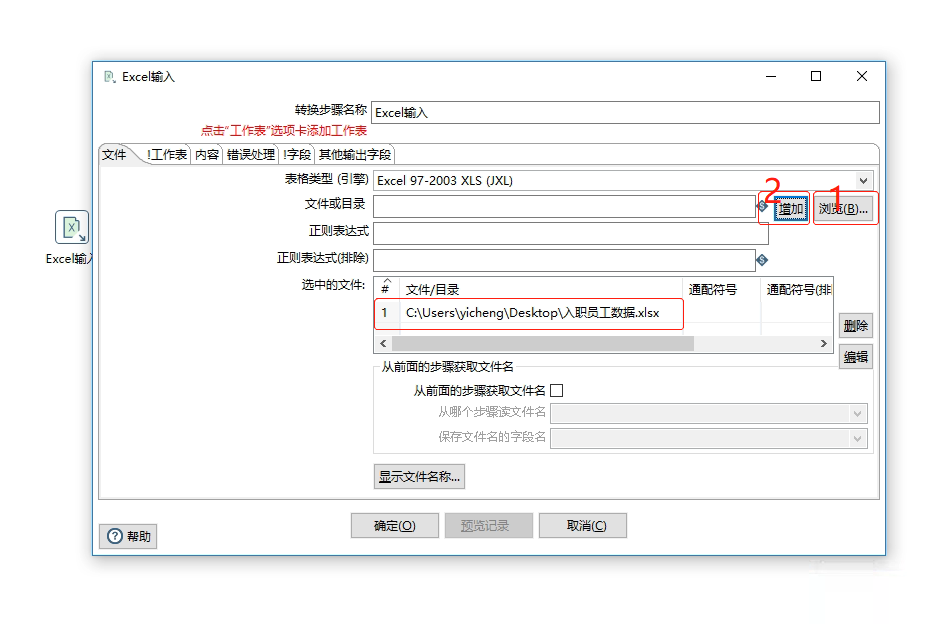 Excel输入
转换步骤名称 Excel输入
点击“工作表”选项卡添加工作表
文件 !工作表 内容 错误处理 !字段 其他输出字段
表格类型 (引擎) Excel 97-2003 XLS (JXL)
2 1
文件或目录 增加 浏览(B)...
正则表达式
Excel输入
正则表达式(排除)
选中的文件: # 文件/目录 通配符号 通配符号(排
1 C:\Users\yicheng\Desktop\入职员工数据.xlsx
删除
编辑
从前面的步骤获取文件名
从前面的步骤获取文件名
从哪个步骤读文件名
保存文件名的字段名
显示文件名称...
确定(O) 预览记录 取消(C)
帮助